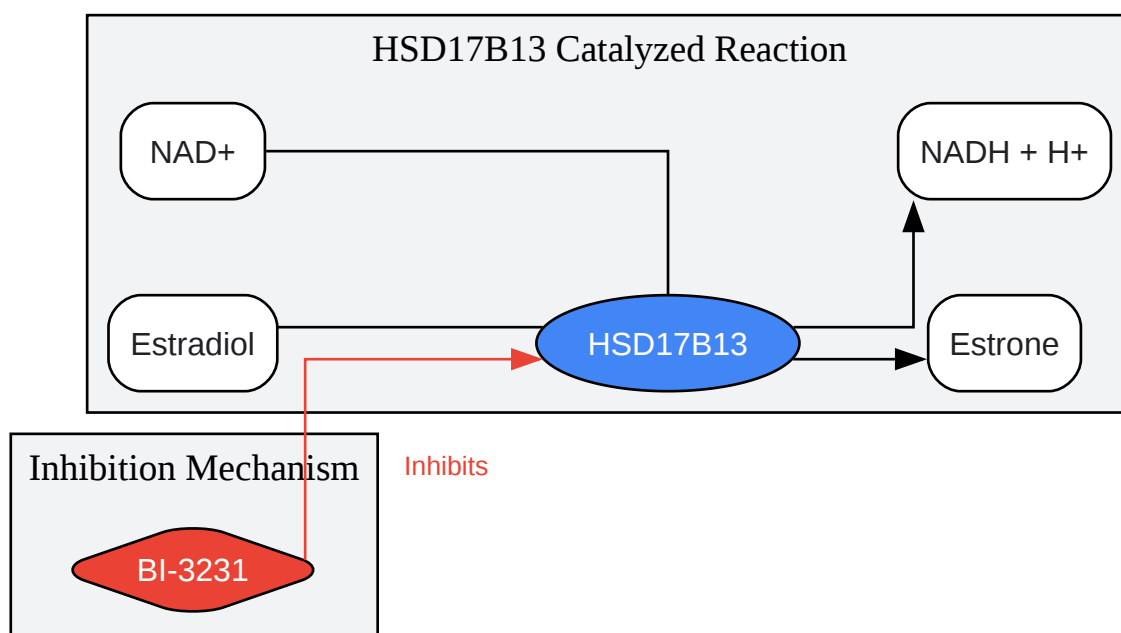 HSD17B13 Catalyzed Reaction
NAD+
NADH + H+
Estradiol
HSD17B13
Estrone
Inhibition Mechanism
Inhibits
BI-3231